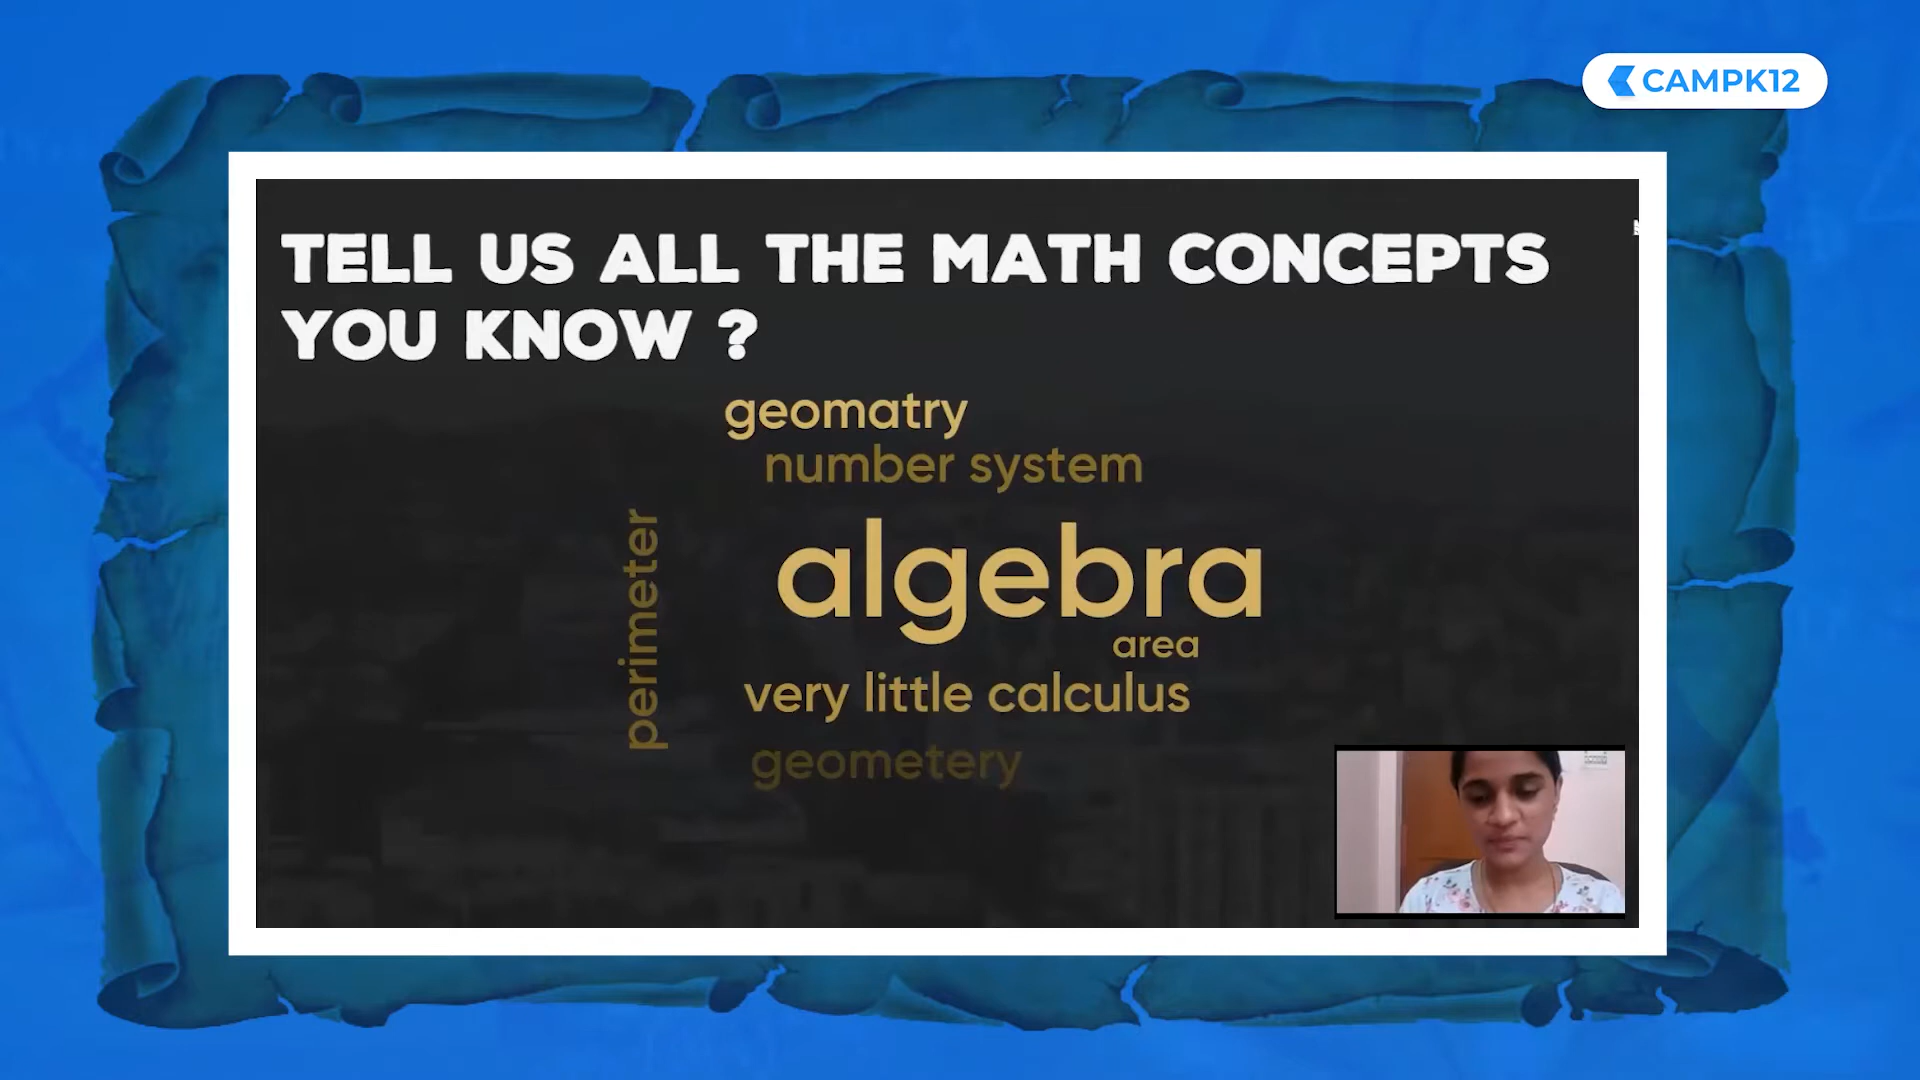 CAMPK12
TELL US ALL THE MATH CONCEPTS
YOU KNOW ?
geomatry
number system
perimeter
algebra
area
very little calculus
geometery